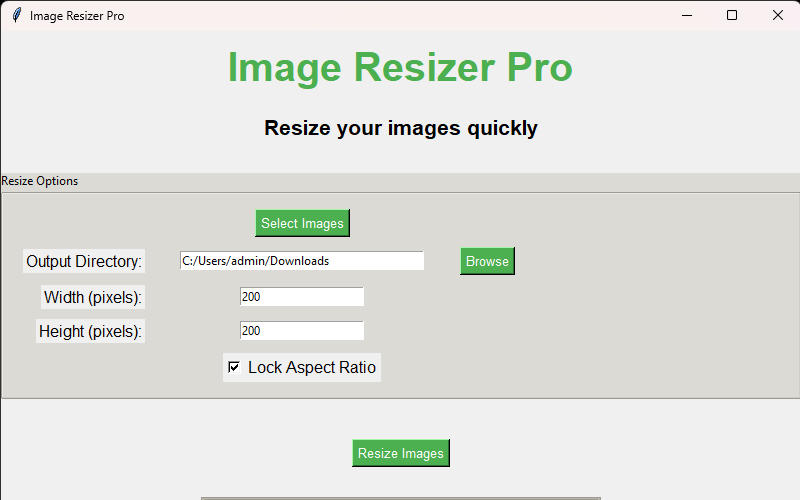 Image Resizer Pro
Image Resizer Pro
Resize your images quickly
Resize Options
Select Images
Output Directory: C:/Users/admin/Downloads Browse
Width (pixels): 200
Height (pixels): 200
Lock Aspect Ratio
Resize Images